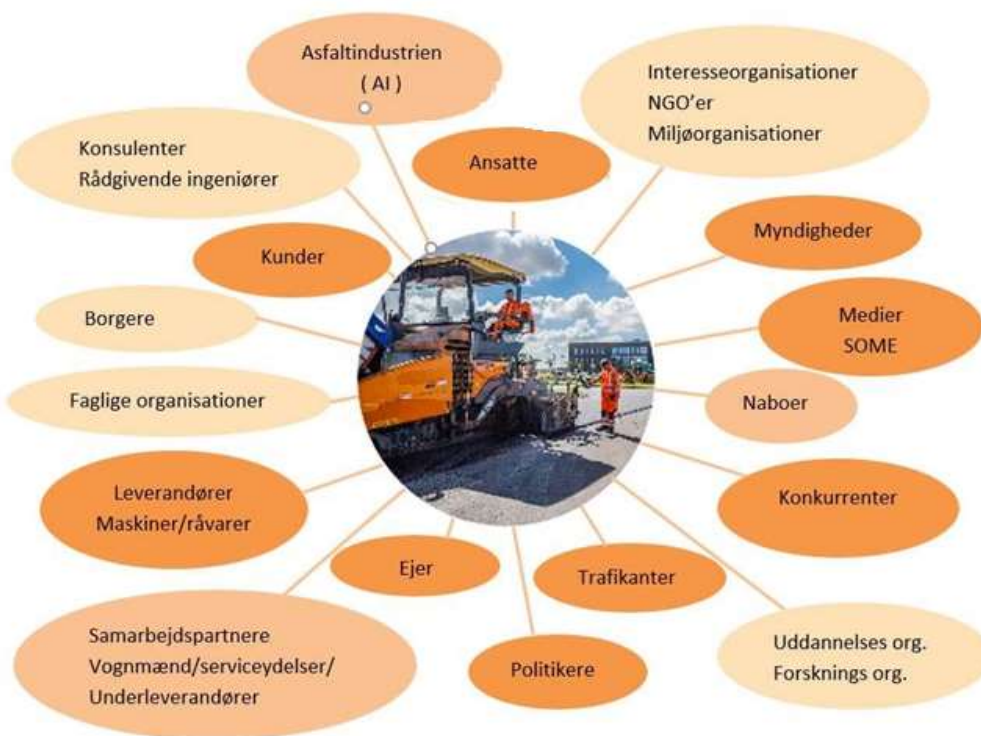 Asfaltindustrien
( AI )
Interesseorganisationer
NGO'er
Miljøorganisationer
Konsulenter
Rådgivende ingeniører
Ansatte
Kunder
Myndigheder
Borgere
Medier
SOME
Faglige organisationer
Naboer
Leverandører
Maskiner/råvarer
Konkurrenter
Ejer
Trafikanter
Samarbejdspartnere
Vognmænd/serviceydelser/
Underleverandører
Politikere
Uddannelses org.
Forsknings org.